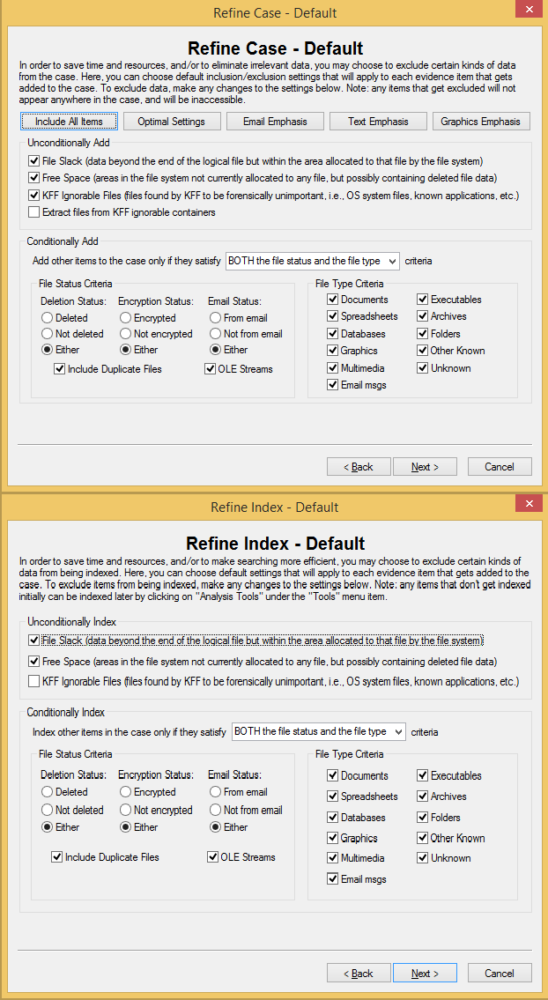 Refine Case - Default
Refine Case - Default
In order to save time and resources, and/or to eliminate irrelevant data, you may choose to exclude certain kinds of data
from the case. Here, you can choose default inclusion/exclusion settings that will apply to each evidence item that gets
added to the case. To exclude data, make any changes to the settings below. Note: any items that get excluded will not
appear anywhere in the case, and will be inaccessible.
Include All Items Optimal Settings Email Emphasis Text Emphasis Graphics Emphasis
Unconditionally Add
File Slack (data beyond the end of the logical file but within the area allocated to that file by the file system)
Free Space (areas in the file system not currently allocated to any file, but possibly containing deleted file data)
KFF Ignorable Files (files found by KFF to be forensically unimportant, i.e., OS system files, known applications, etc.)
Extract files from KFF ignorable containers
Conditionally Add
Add other items to the case only if they satisfy BOTH the file status and the file type criteria
File Status Criteria File Type Criteria
Deletion Status: Encryption Status: Email Status: Documents Executables
Deleted Encrypted From email Spreadsheets Archives
Not deleted Not encrypted Not from email Databases Folders
Either Either Either Graphics Other Known
Include Duplicate Files OLE Streams Multimedia Unknown
Email msgs
< Back Next > Cancel
Refine Index - Default
Refine Index - Default
In order to save time and resources, and/or to make searching more efficient, you may choose to exclude certain kinds of
data from being indexed. Here, you can choose default settings that will apply to each evidence item that gets added to the
case. To exclude items from being indexed, make any changes to the settings below. Note: any items that don't get indexed
initially can be indexed later by clicking on "Analysis Tools" under the "Tools" menu item.
Unconditionally Index
File Slack (data beyond the end of the logical file but within the area allocated to that file by the file system)
Free Space (areas in the file system not currently allocated to any file, but possibly containing deleted file data)
KFF Ignorable Files (files found by KFF to be forensically unimportant, i.e., OS system files, known applications, etc.)
Conditionally Index
Index other items in the case only if they satisfy BOTH the file status and the file type criteria
File Status Criteria File Type Criteria
Deletion Status: Encryption Status: Email Status: Documents Executables
Deleted Encrypted From email Spreadsheets Archives
Not deleted Not encrypted Not from email Databases Folders
Either Either Either Graphics Other Known
Include Duplicate Files OLE Streams Multimedia Unknown
Email msgs
< Back Next > Cancel